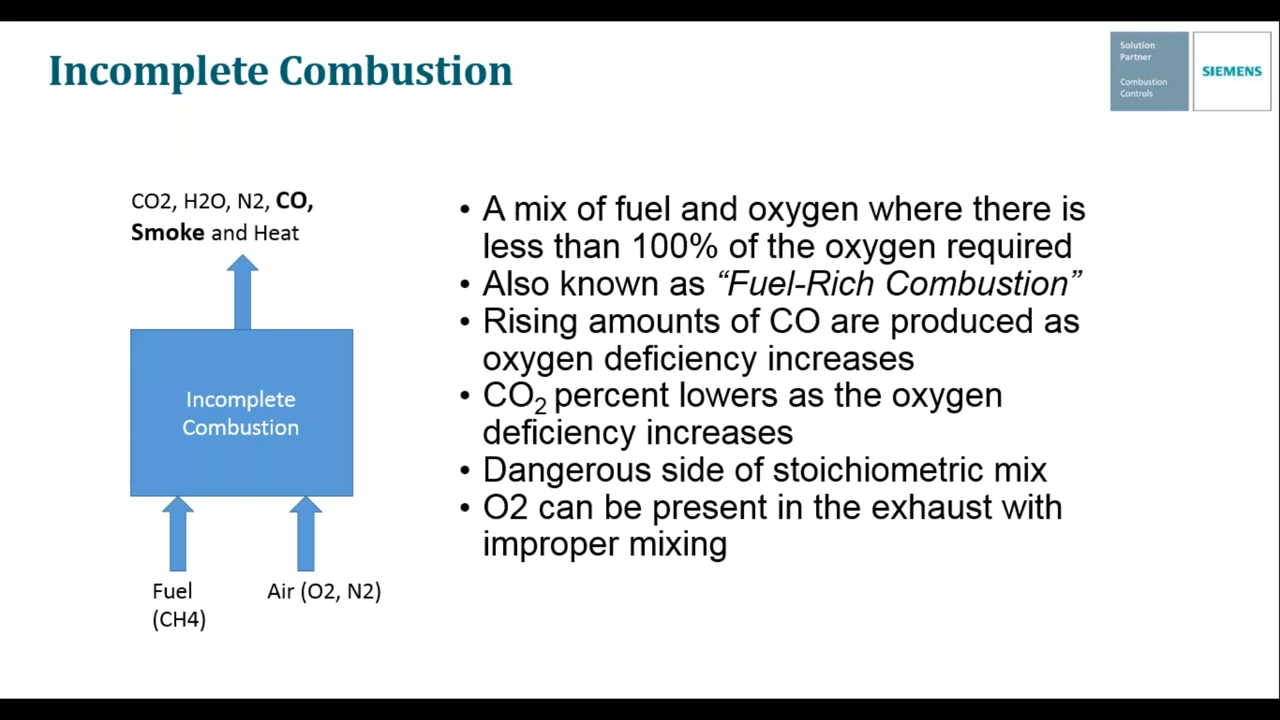 Incomplete Combustion
Solution
Partner
Combustion
Controls
SIEMENS
CO2, H2O, N2, CO,
Smoke and Heat
Incomplete
Combustion
Fuel
(CH4)
Air (O2, N2)
• A mix of fuel and oxygen where there is
less than 100% of the oxygen required
• Also known as “Fuel-Rich Combustion”
• Rising amounts of CO are produced as
oxygen deficiency increases
• CO₂ percent lowers as the oxygen
deficiency increases
• Dangerous side of stoichiometric mix
• O2 can be present in the exhaust with
improper mixing